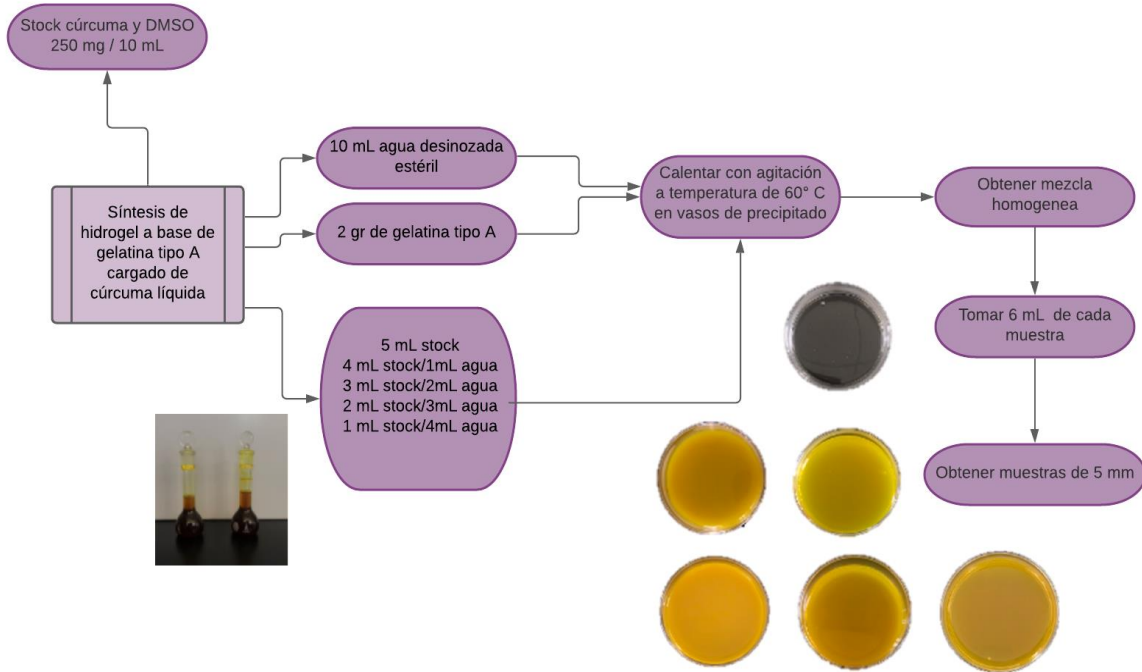 Stock cúrcuma y DMSO
250 mg / 10 mL
Síntesis de
hidrogel a base de
gelatina tipo A
cargado de
cúrcuma líquida
10 mL agua desinozada
estéril
2 gr de gelatina tipo A
5 mL stock
4 mL stock/1mL agua
3 mL stock/2mL agua
2 mL stock/3mL agua
1 mL stock/4mL agua
Calentar con agitación
a temperatura de 60° C
en vasos de precipitado
Obtener mezcla
homogenea
Tomar 6 mL de cada
muestra
Obtener muestras de 5 mm